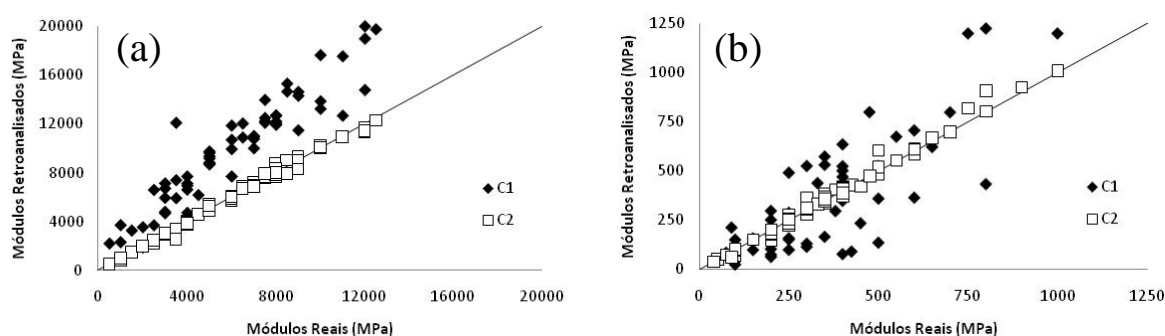 (a)
Módulos Retroanalisados (MPa)
20000
16000
12000
8000
4000
0
0 4000 8000 12000 16000 20000
Módulos Reais (MPa)
C1
C2
(b)
Módulos Retroanalisados (MPa)
1250
1000
750
500
250
0
0 250 500 750 1000 1250
Módulos Reais (MPa)
C1
C2